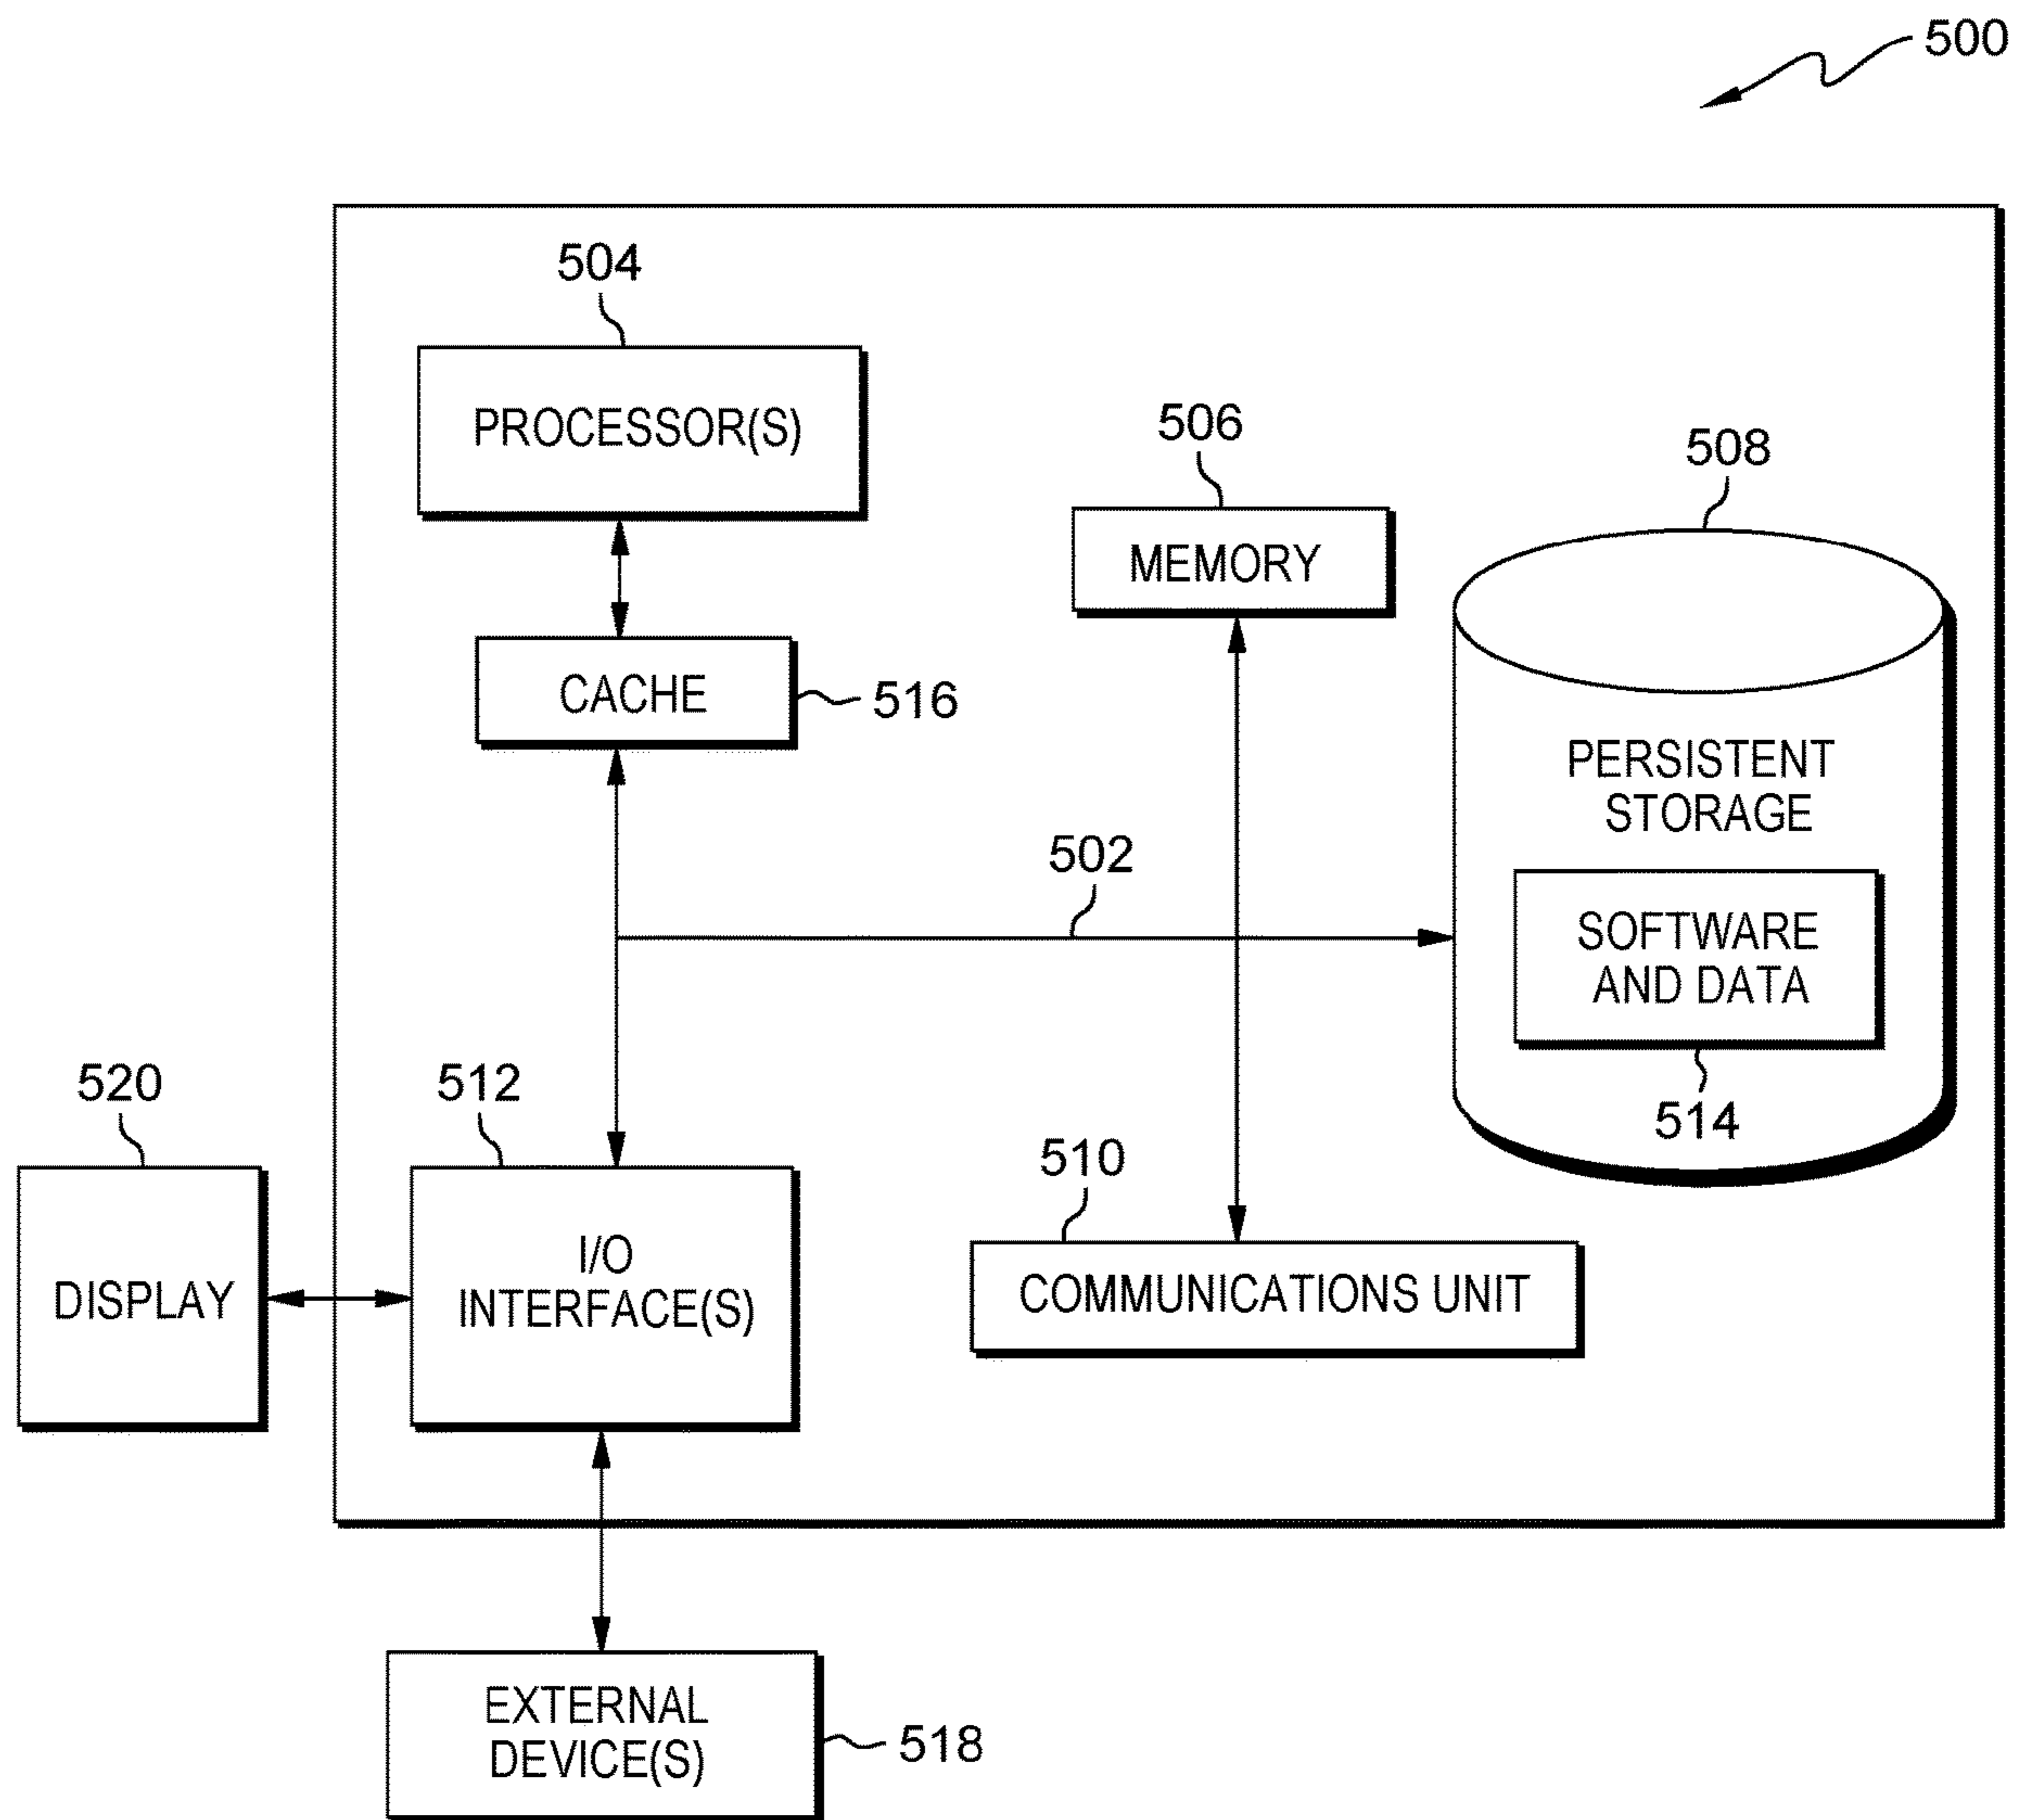 500
504
PROCESSOR(S)
506
508
MEMORY
CACHE
516
PERSISTENT
STORAGE
502
SOFTWARE
AND DATA
514
520
512
510
DISPLAY
I/O
INTERFACE(S)
COMMUNICATIONS UNIT
EXTERNAL
DEVICE(S)
518